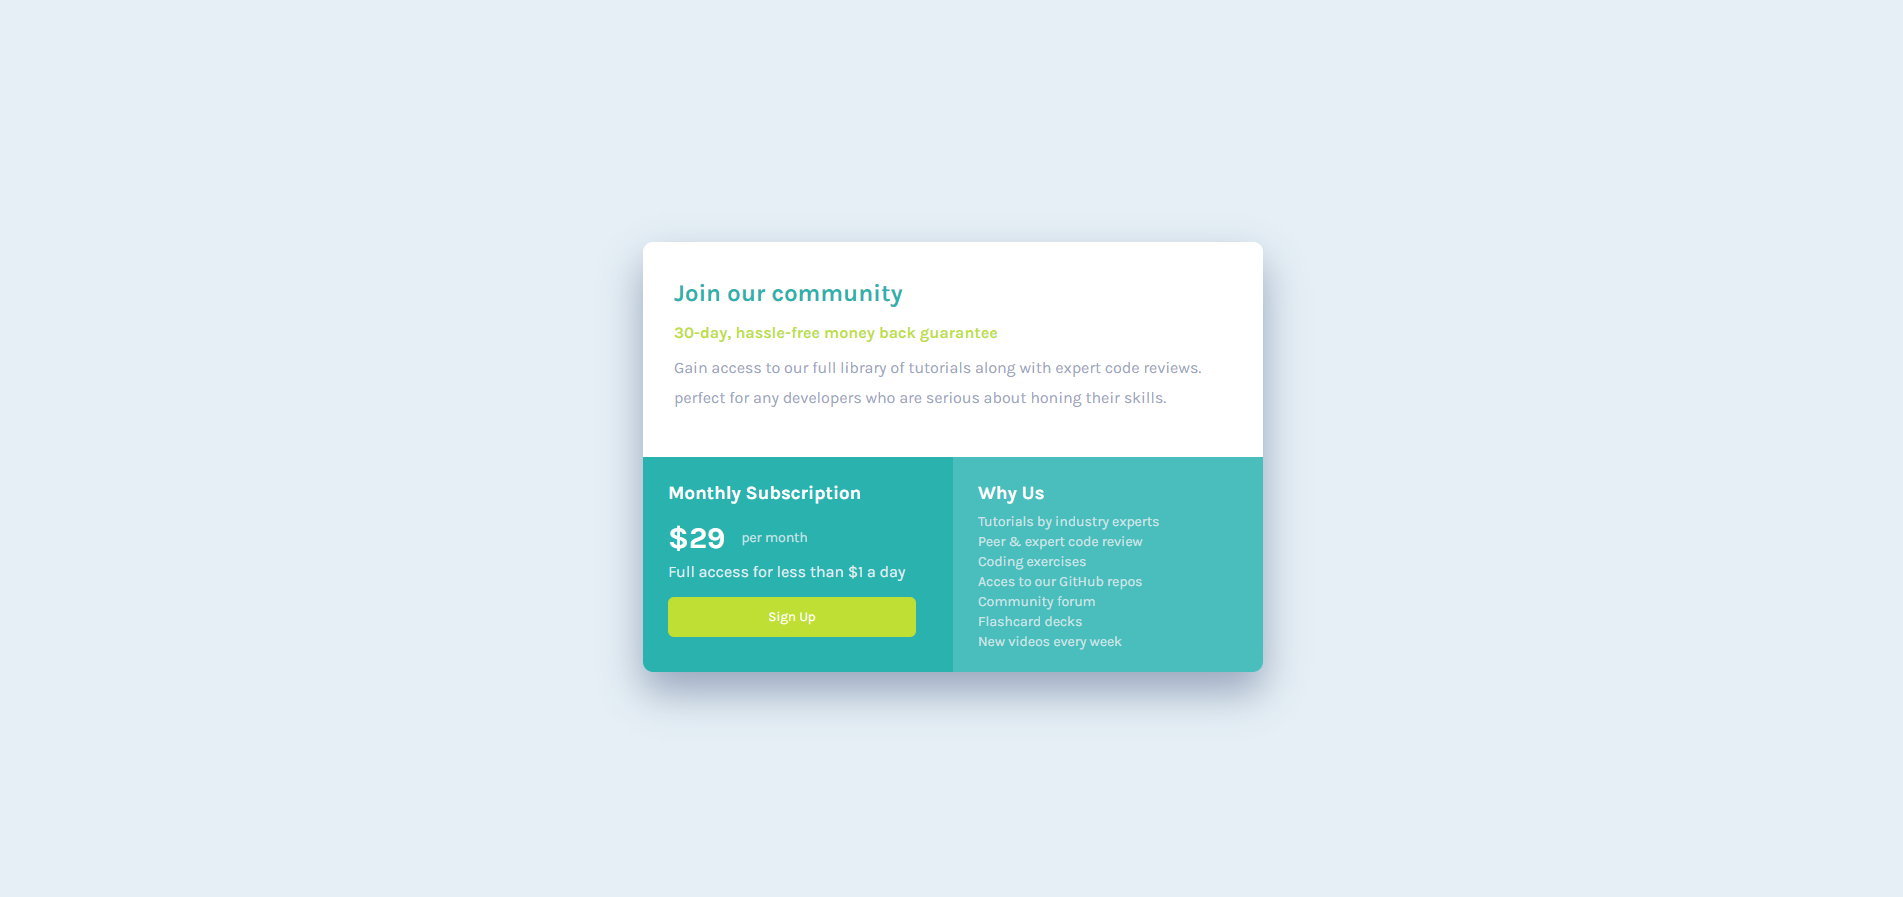 Join our community
30-day, hassle-free money back guarantee
Gain access to our full library of tutorials along with expert code reviews.
perfect for any developers who are serious about honing their skills.
Monthly Subscription
$29 per month
Full access for less than $1 a day
Sign Up
Why Us
Tutorials by industry experts
Peer & expert code review
Coding exercises
Acces to our GitHub repos
Community forum
Flashcard decks
New videos every week